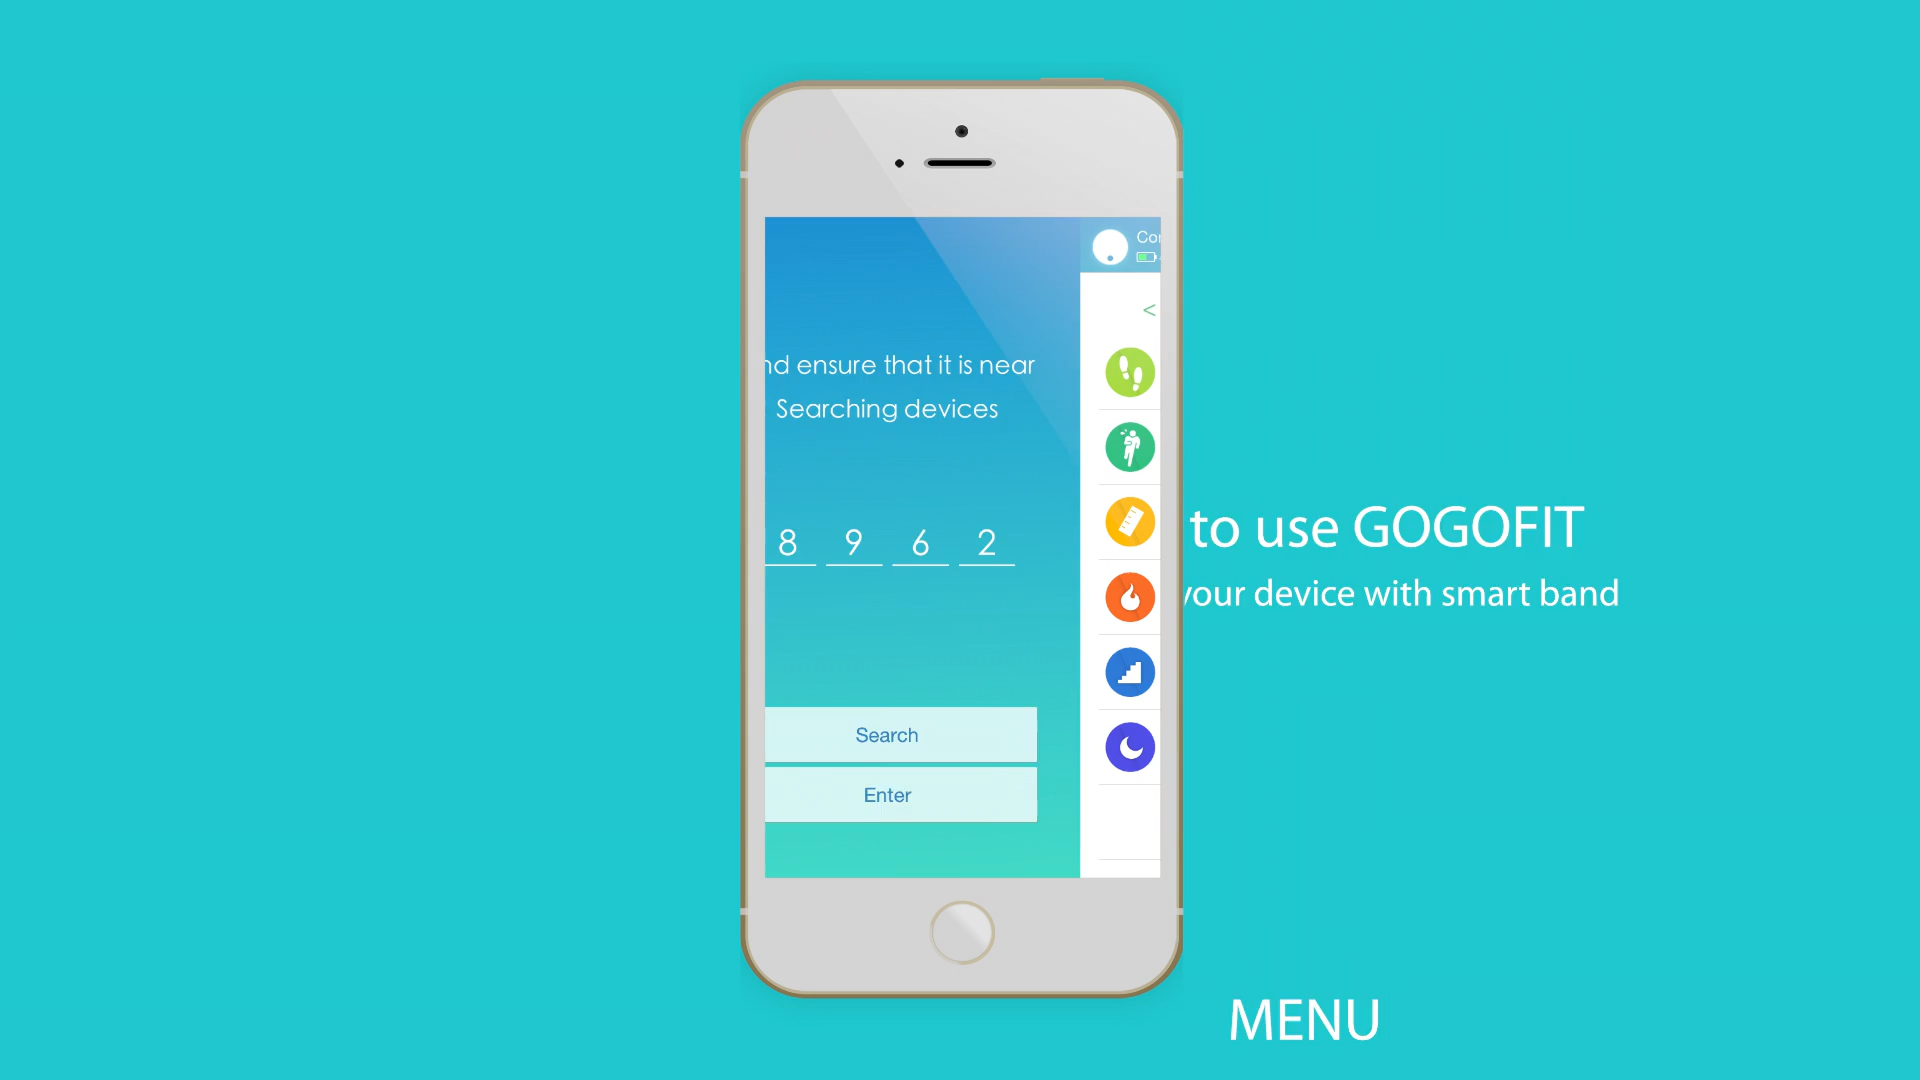 Cor
<
nd ensure that it is near
Searching devices
8 9 6 2
to use GOGOFIT
your device with smart band
Search
Enter
MENU